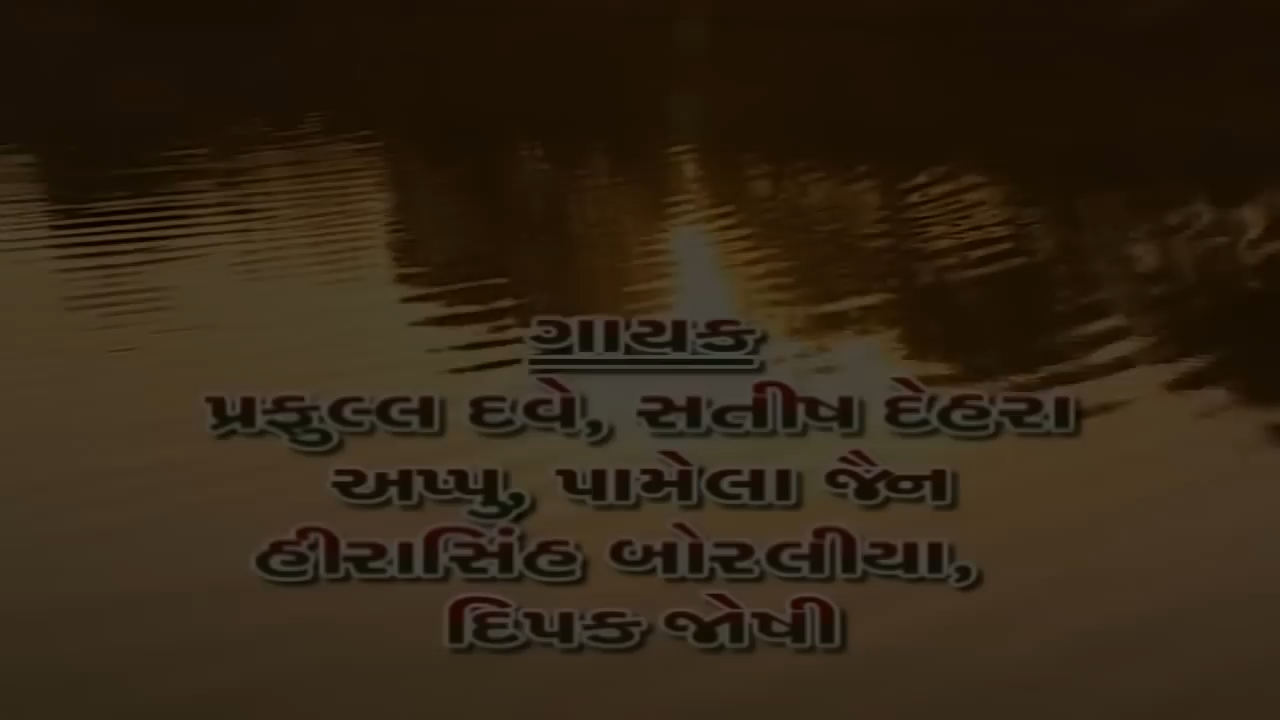 ગાયક
પ્રફુલ્લ દવે, સતીષ દેહરા
અપ્પુ, પામેલા જૈન
હીરાસિંહ બોરલીયા,
દિપક જોષી